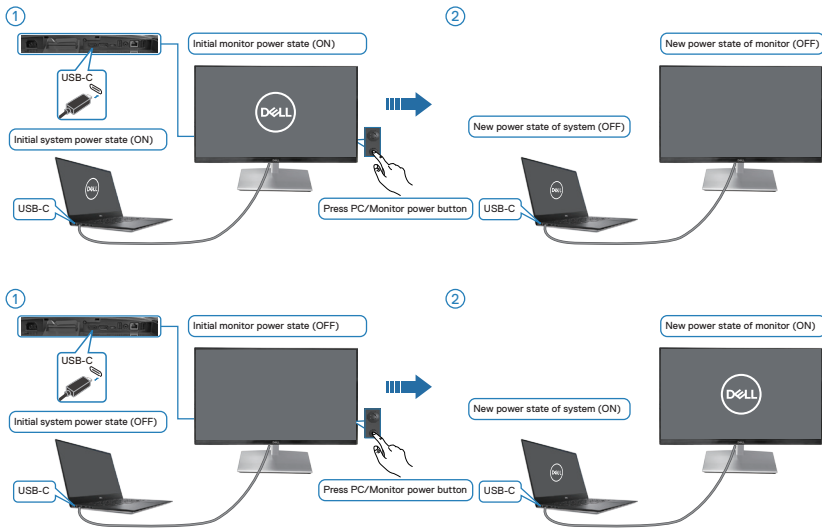 1
2
Initial monitor power state (ON)
New power state of monitor (OFF)
USB-C
DELL
New power state of system (OFF)
Initial system power state (ON)
DELL
DELL
USB-C
Press PC/Monitor power button
USB-C
1
2
Initial monitor power state (OFF)
New power state of monitor (ON)
USB-C
DELL
New power state of system (ON)
Initial system power state (OFF)
DELL
USB-C
Press PC/Monitor power button
USB-C